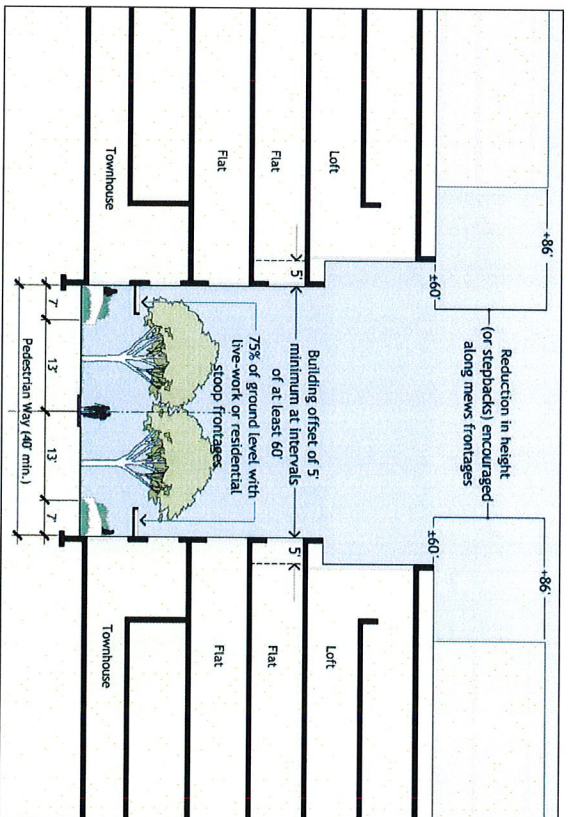 +86'
Reduction in height
(or stepbacks) encouraged
along mews frontages
+86'
±60'
±60'
Loft
Flat
Flat
Townhouse
5'
Building offset of 5'
minimum at intervals
of at least 60'
5'
75% of ground level with
live-work or residential
stoop frontages
Loft
Flat
Flat
Townhouse
7'
13'
13'
7'
Pedestrian Way (40' min.)